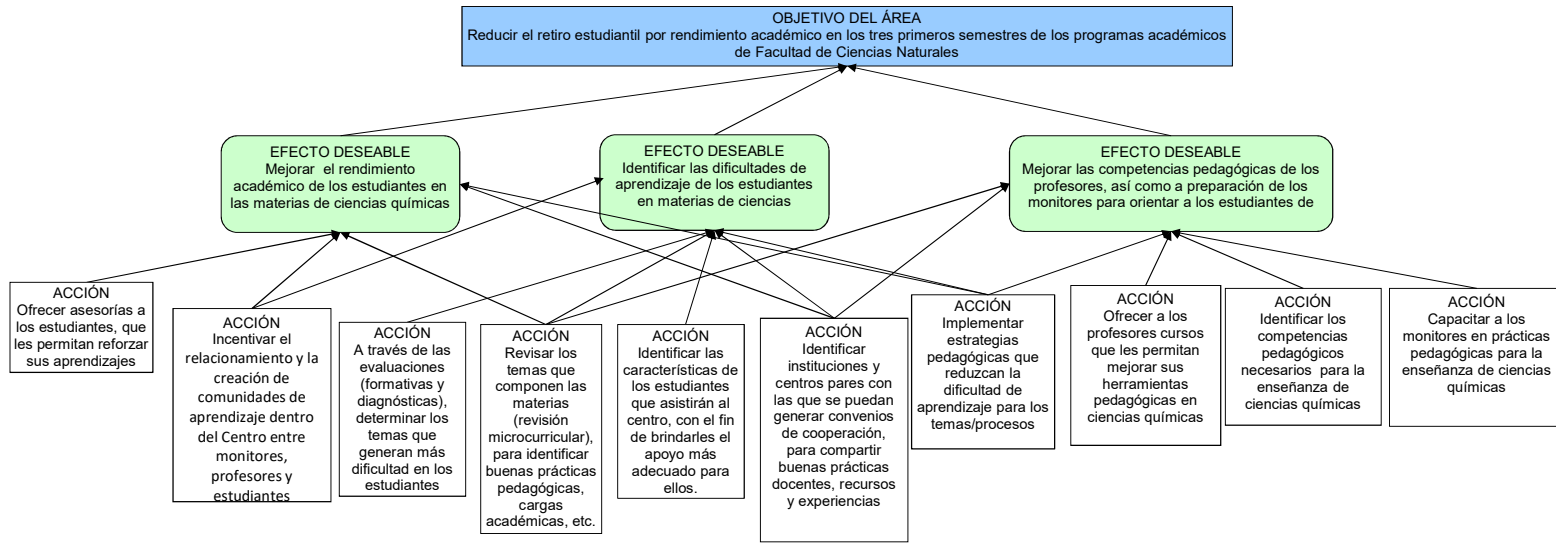 OBJETIVO DEL ÁREA
Reducir el retiro estudiantil por rendimiento académico en los tres primeros semestres de los programas académicos
de Facultad de Ciencias Naturales
EFECTO DESEABLE
Mejorar el rendimiento
académico de los estudiantes en
las materias de ciencias químicas
EFECTO DESEABLE
Identificar las dificultades de
aprendizaje de los estudiantes
en materias de ciencias
EFECTO DESEABLE
Mejorar las competencias pedagógicas de los
profesores, así como a preparación de los
monitores para orientar a los estudiantes de
ACCIÓN
Ofrecer asesorías a
los estudiantes, que
les permitan reforzar
sus aprendizajes
ACCIÓN
Incentivar el
relacionamiento y la
creación de
comunidades de
aprendizaje dentro
del Centro entre
monitores,
profesores y
estudiantes
ACCIÓN
A través de las
evaluaciones
(formativas y
diagnósticas),
determinar los
temas que
generan más
dificultad en los
estudiantes
ACCIÓN
Revisar los
temas que
componen las
materias
(revisión
microcurricular),
para identificar
buenas prácticas
pedagógicas,
cargas
académicas, etc.
ACCIÓN
Identificar las
características de
los estudiantes
que asistirán al
centro, con el fin
de brindarles el
apoyo más
adecuado para
ellos.
ACCIÓN
Identificar
instituciones y
centros pares con
las que se puedan
generar convenios
de cooperación,
para compartir
buenas prácticas
docentes, recursos
y experiencias
ACCIÓN
Implementar
estrategias
pedagógicas que
reduzcan la
dificultad de
aprendizaje para los
temas/procesos
ACCIÓN
Ofrecer a los
profesores cursos
que les permitan
mejorar sus
herramientas
pedagógicas en
ciencias químicas
ACCIÓN
Identificar los
competencias
pedagógicos
necesarios para la
enseñanza de
ciencias químicas
ACCIÓN
Capacitar a los
monitores en prácticas
pedagógicas para la
enseñanza de ciencias
químicas